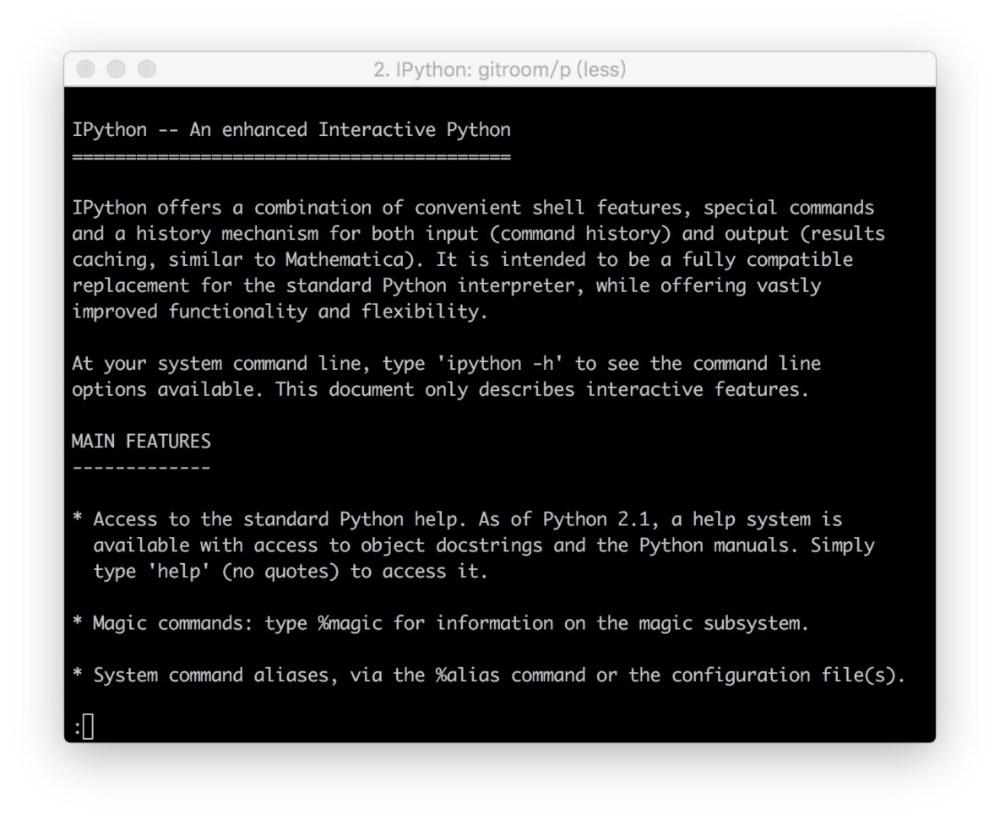 2. IPython: gitroom/p (less)
IPython -- An enhanced Interactive Python
=========================================
IPython offers a combination of convenient shell features, special commands
and a history mechanism for both input (command history) and output (results
caching, similar to Mathematica). It is intended to be a fully compatible
replacement for the standard Python interpreter, while offering vastly
improved functionality and flexibility.
At your system command line, type 'ipython -h' to see the command line
options available. This document only describes interactive features.
MAIN FEATURES
-------------
* Access to the standard Python help. As of Python 2.1, a help system is
available with access to object docstrings and the Python manuals. Simply
type 'help' (no quotes) to access it.
* Magic commands: type %magic for information on the magic subsystem.
* System command aliases, via the %alias command or the configuration file(s).
: